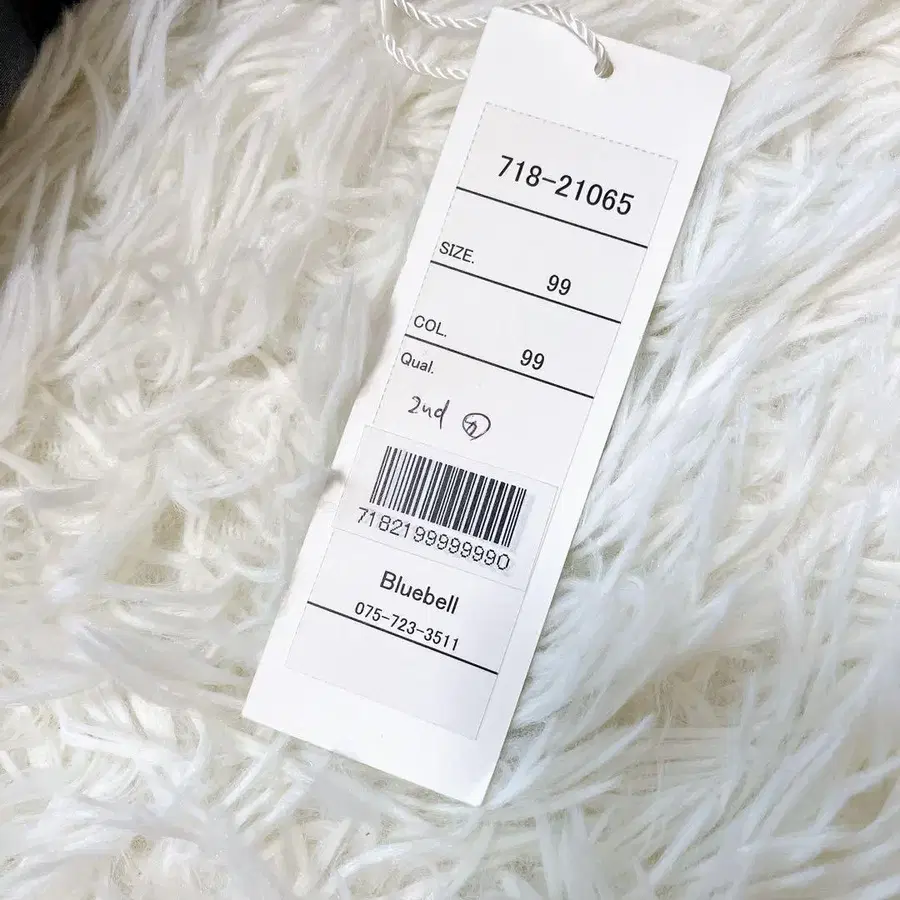 718-21065
SIZE.
99
COL.
99
Qual.
2nd
7182199999990
Bluebell
075-723-3511